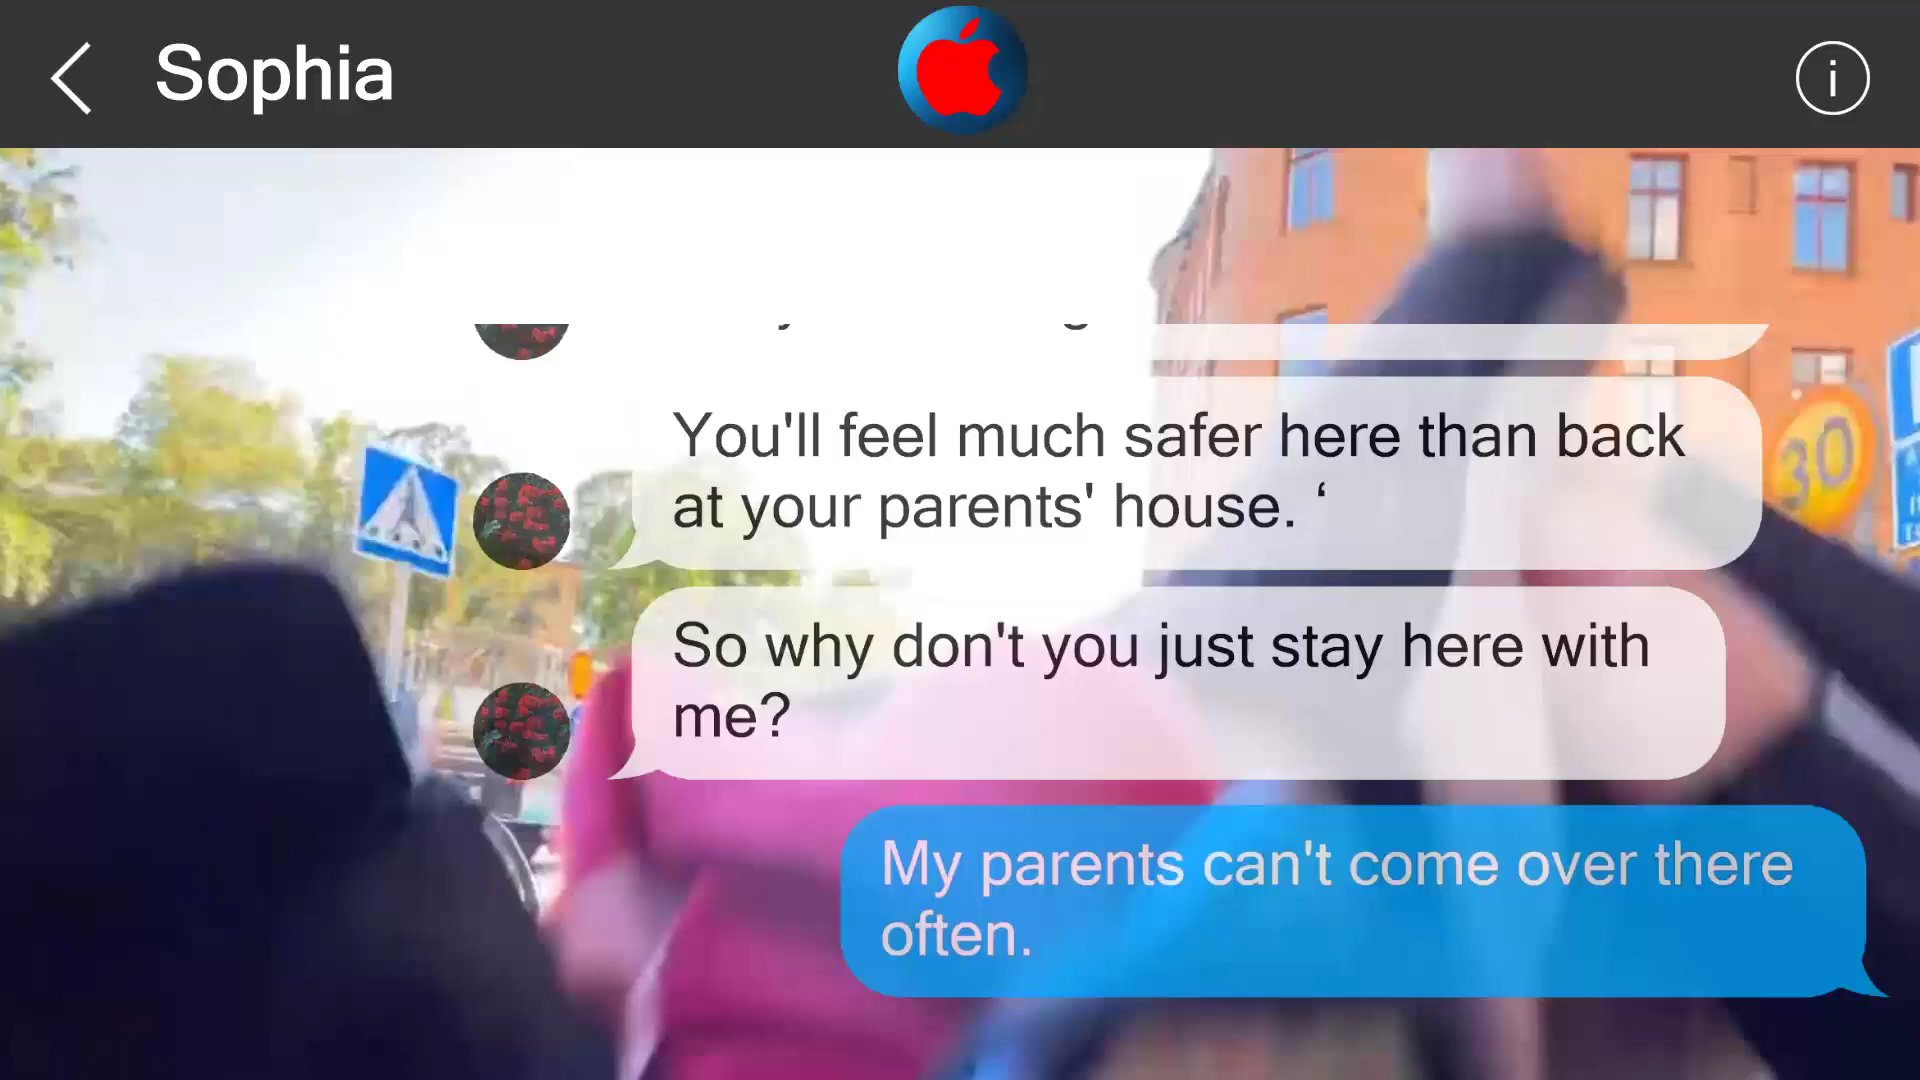 Sophia
i
You'll feel much safer here than back
at your parents' house. ‘
30
So why don't you just stay here with
me?
My parents can't come over there
often.